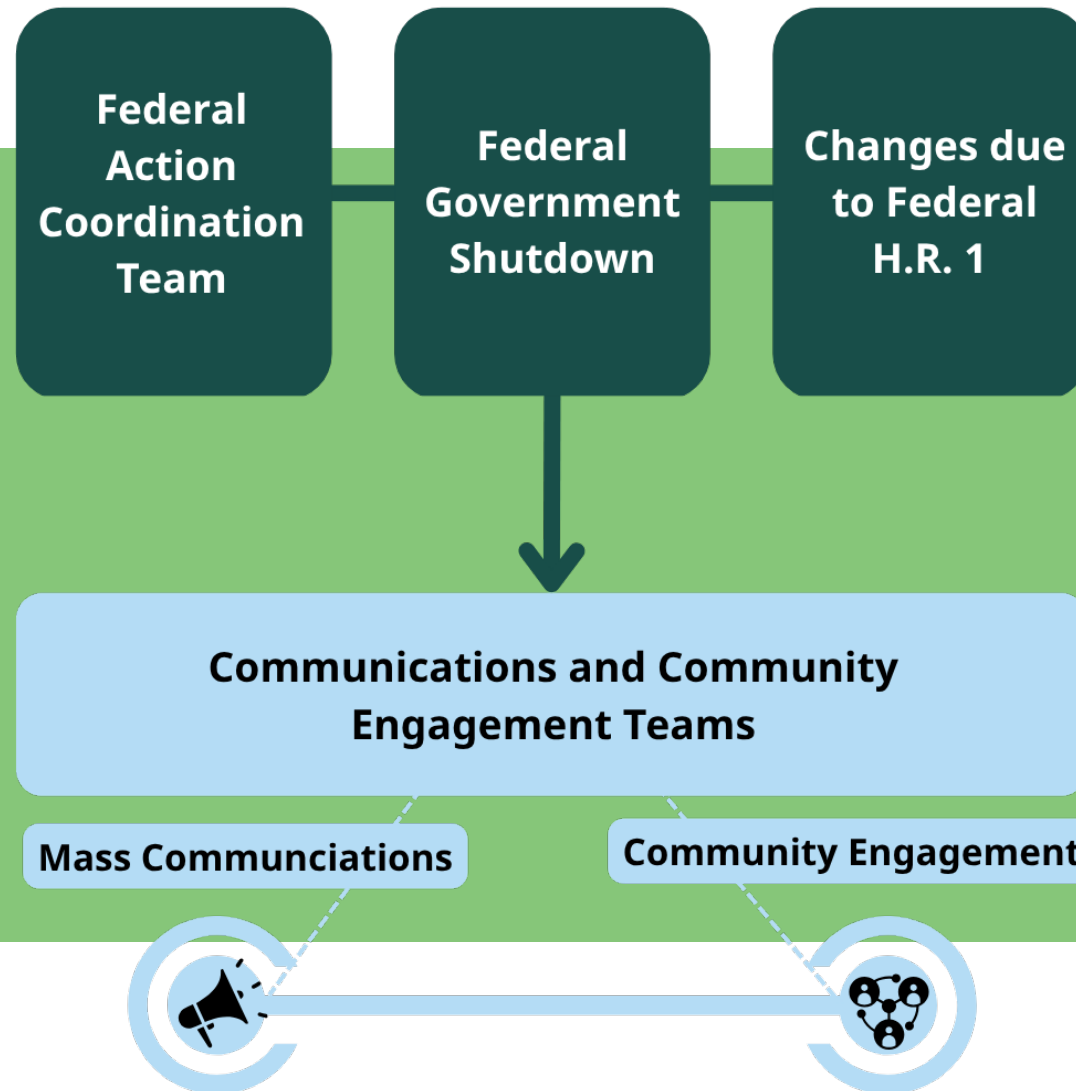 Federal
Action
Coordination
Team
Federal
Government
Shutdown
Changes due
to Federal
H.R. 1
Communications and Community
Engagement Teams
Mass Communciations
Community Engagement